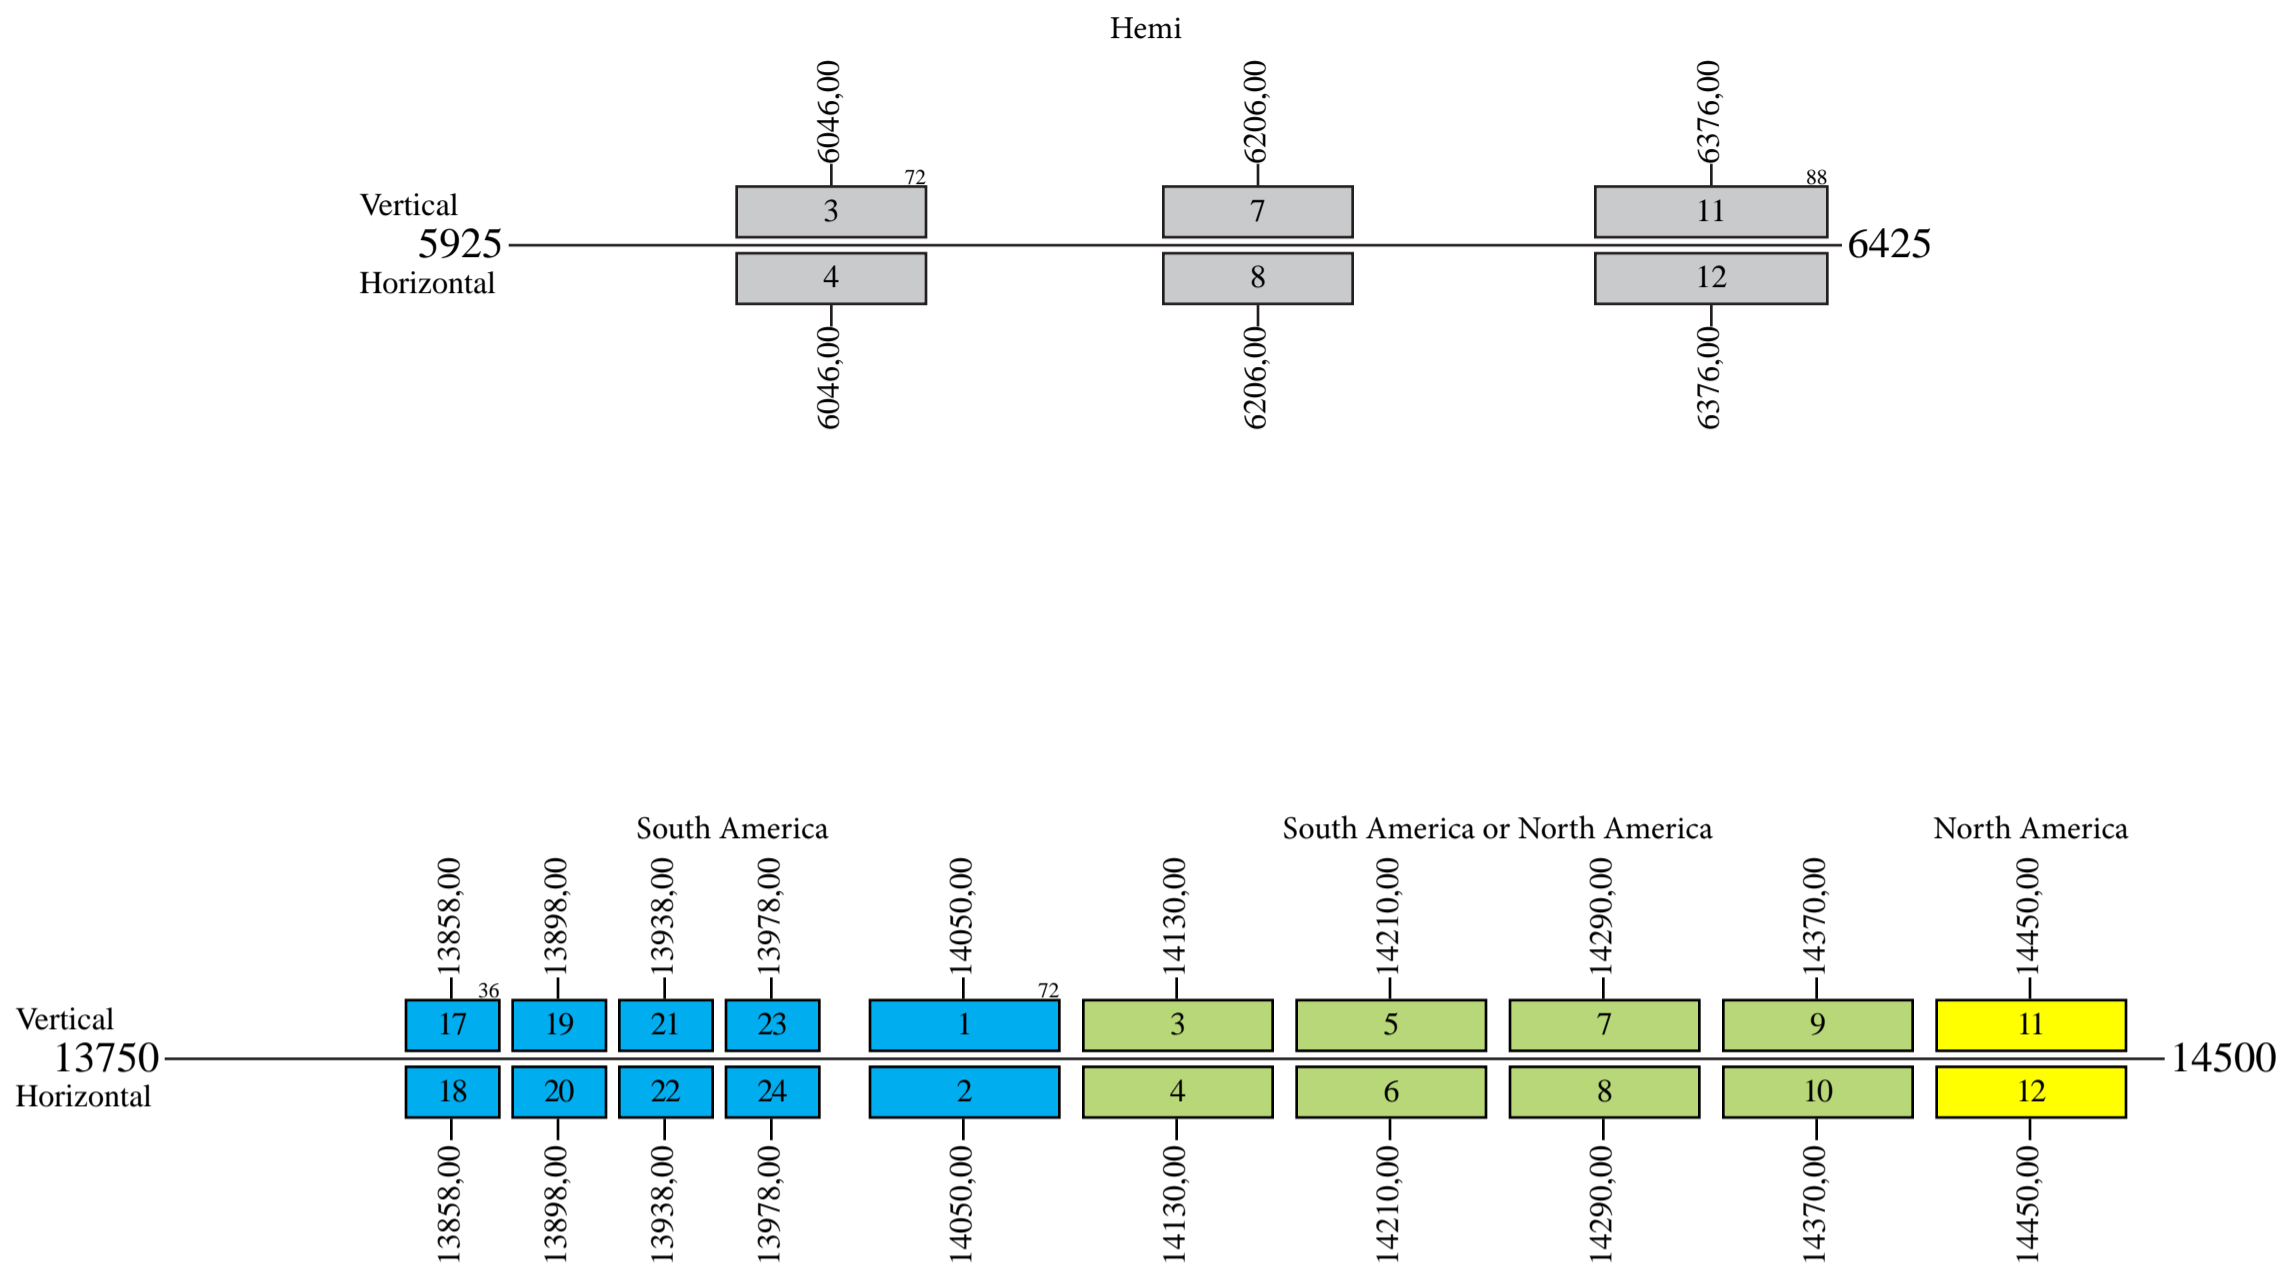 Hemi
6046,00 6206,00 6376,00
72 88
Vertical 3 7 11
5925 6425
Horizontal 4 8 12
6046,00 6206,00 6376,00
South America South America or North America North America
13858,00 13898,00 13938,00 13978,00 14050,00 14130,00 14210,00 14290,00 14370,00 14450,00
36 72
Vertical 17 19 21 23 1 3 5 7 9 11
13750 14500
Horizontal 18 20 22 24 2 4 6 8 10 12
13858,00 13898,00 13938,00 13978,00 14050,00 14130,00 14210,00 14290,00 14370,00 14450,00